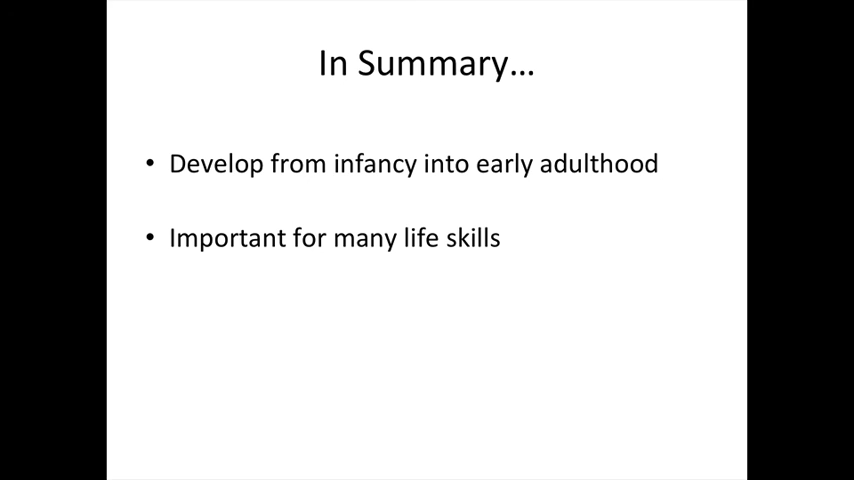 In Summary…
• Develop from infancy into early adulthood
• Important for many life skills